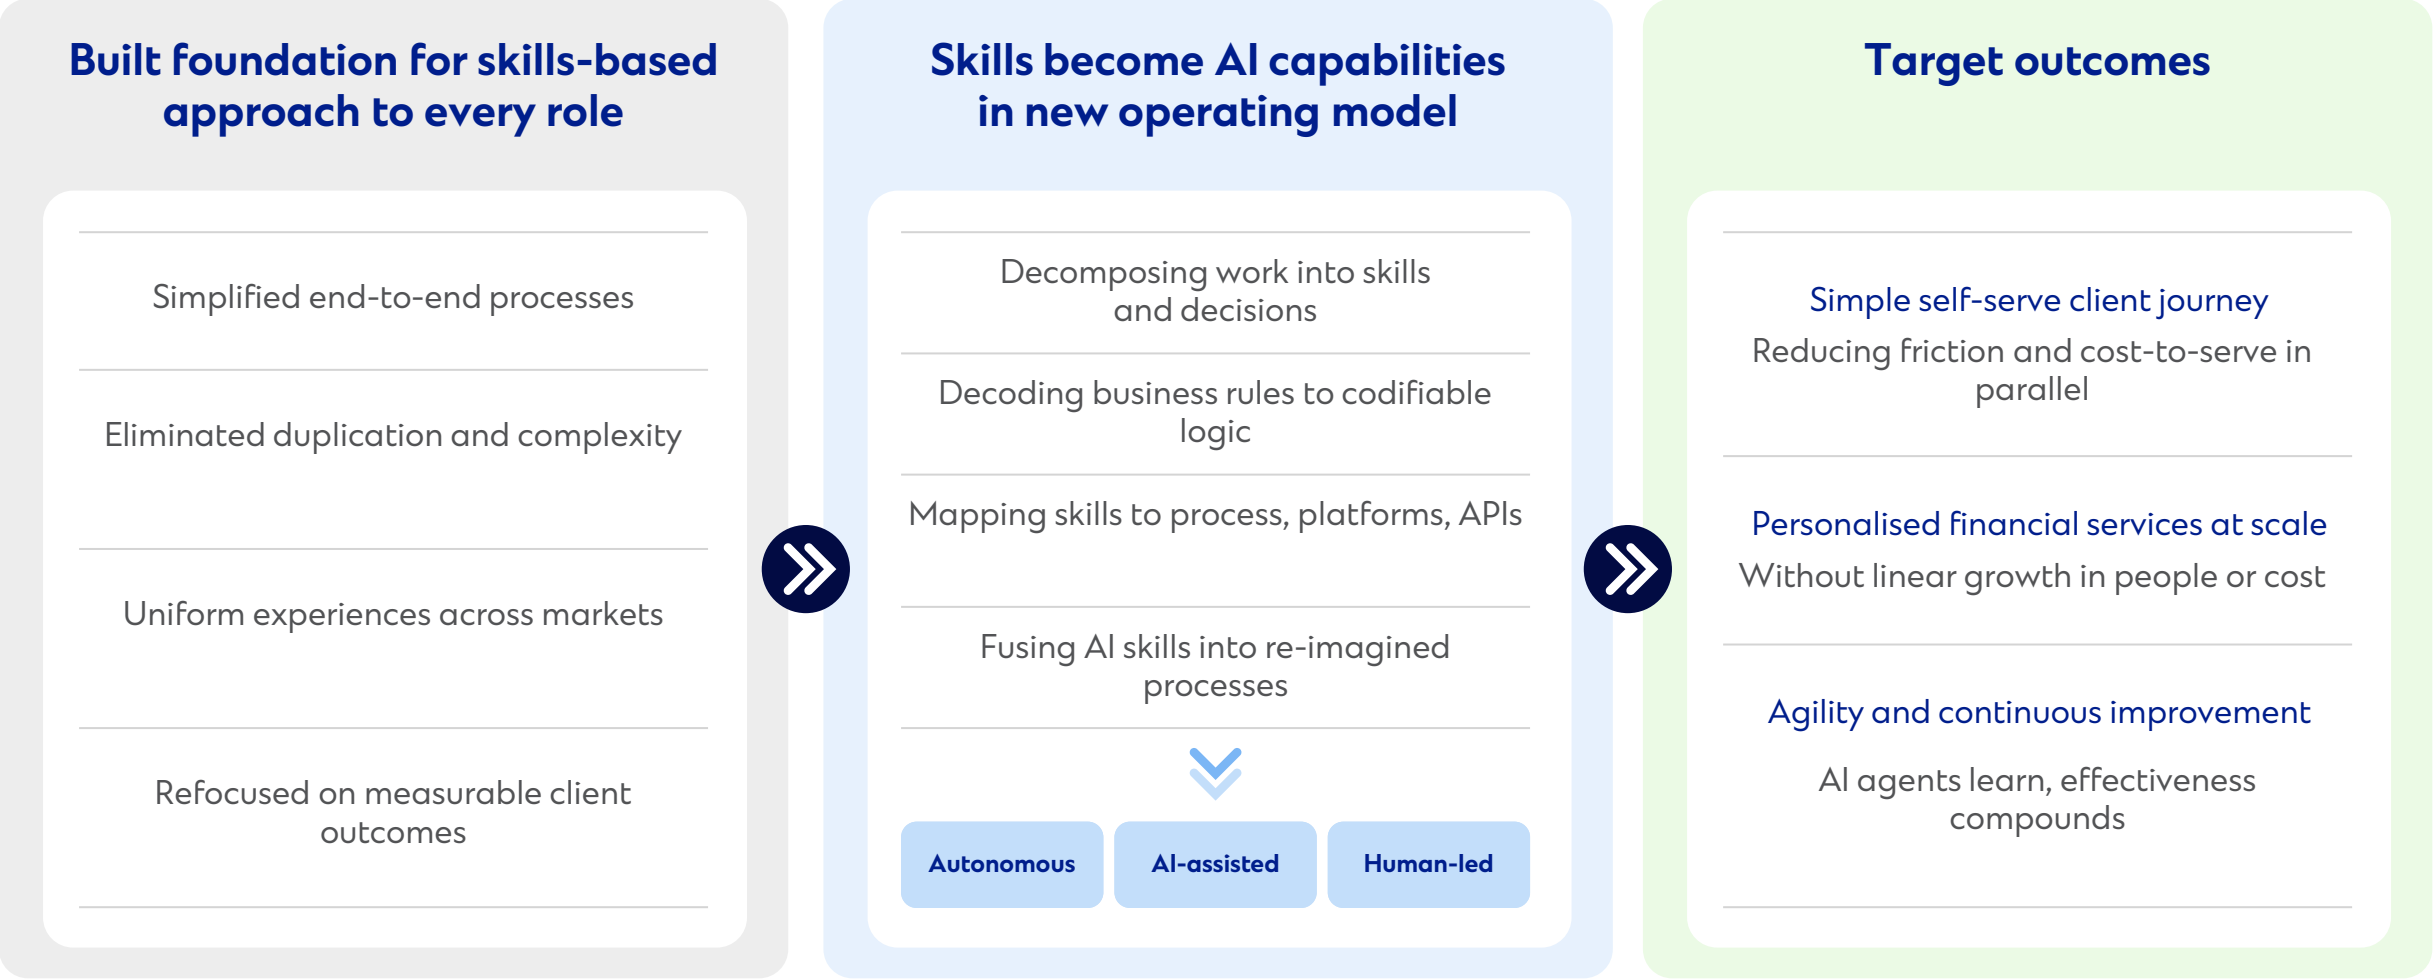 Built foundation for skills-based
approach to every role
Simplified end-to-end processes
Eliminated duplication and complexity
Uniform experiences across markets
Refocused on measurable client
outcomes
Skills become AI capabilities
in new operating model
Decomposing work into skills
and decisions
Decoding business rules to codifiable
logic
Mapping skills to process, platforms, APIs
Fusing AI skills into re-imagined
processes
Autonomous
AI-assisted
Human-led
Target outcomes
Simple self-serve client journey
Reducing friction and cost-to-serve in
parallel
Personalised financial services at scale
Without linear growth in people or cost
Agility and continuous improvement
AI agents learn, effectiveness
compounds